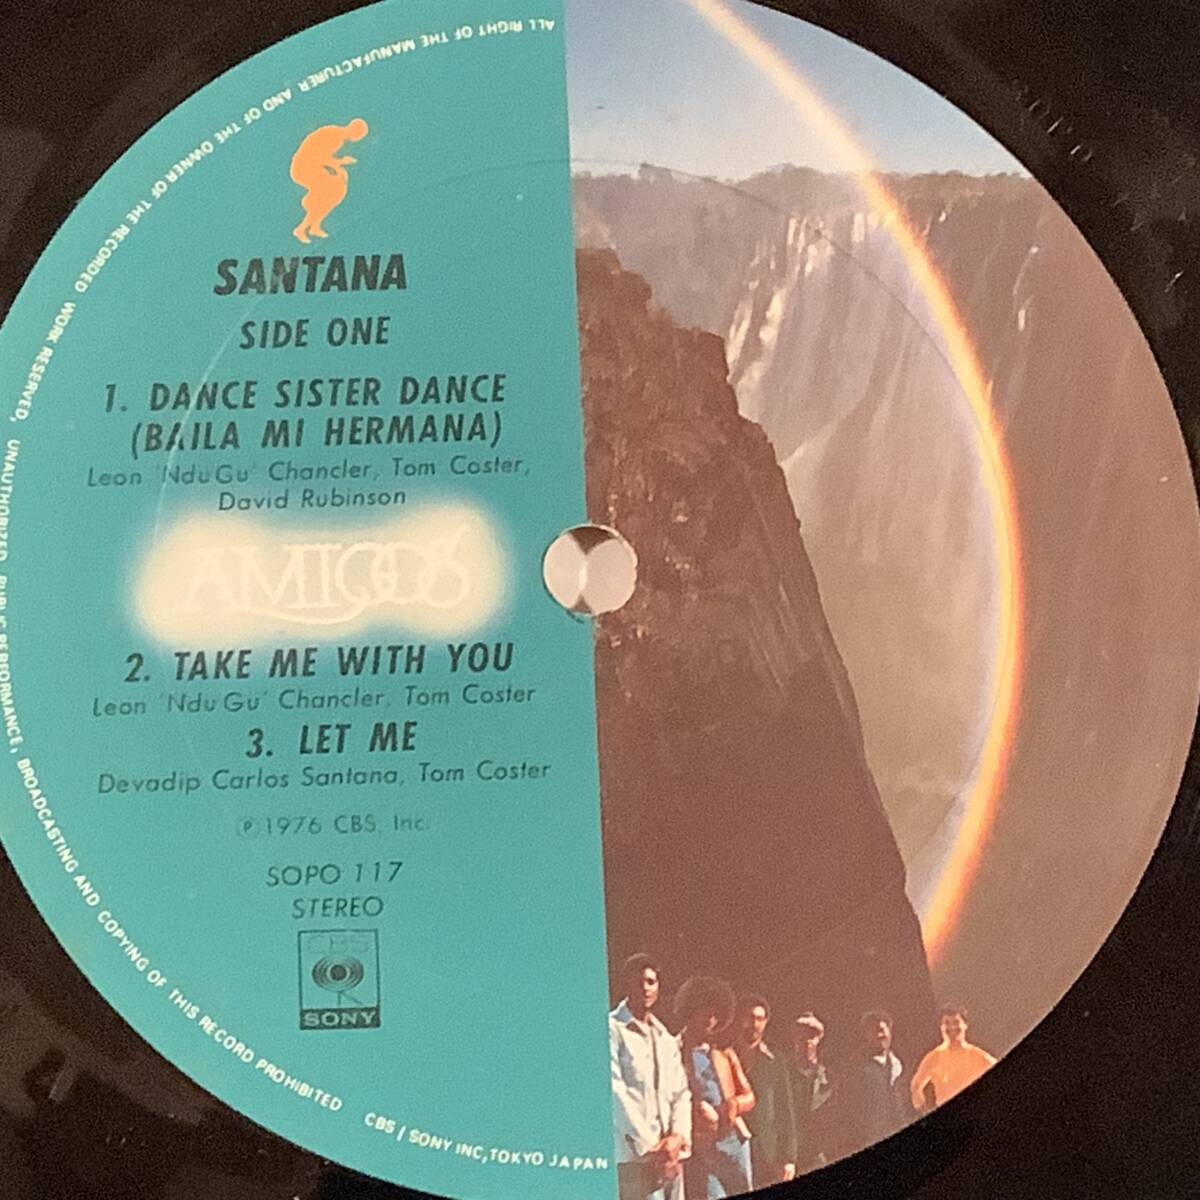 SANTANA
SIDE ONE
1. DANCE SISTER DANCE
(BAILA MI HERMANA)
Leon 'NduGu' Chancler, Tom Coster,
David Rubinson
AMIGOS
2. TAKE ME WITH YOU
Leon 'NduGu' Chancler, Tom Coster
3. LET ME
Devadip Carlos Santana, Tom Coster
Ⓟ1976 CBS, Inc.
SOPO 117
STEREO
CBS
SONY
ALL RIGHT OF THE MANUFACTURER AND OF THE OWNER OF THE RECORDED WORK RESERVED, UNAUTHORIZED PUBLIC PERFORMANCE, BROADCASTING AND COPYING OF THIS RECORD PROHIBITED CBS / SONY INC, TOKYO JAPAN